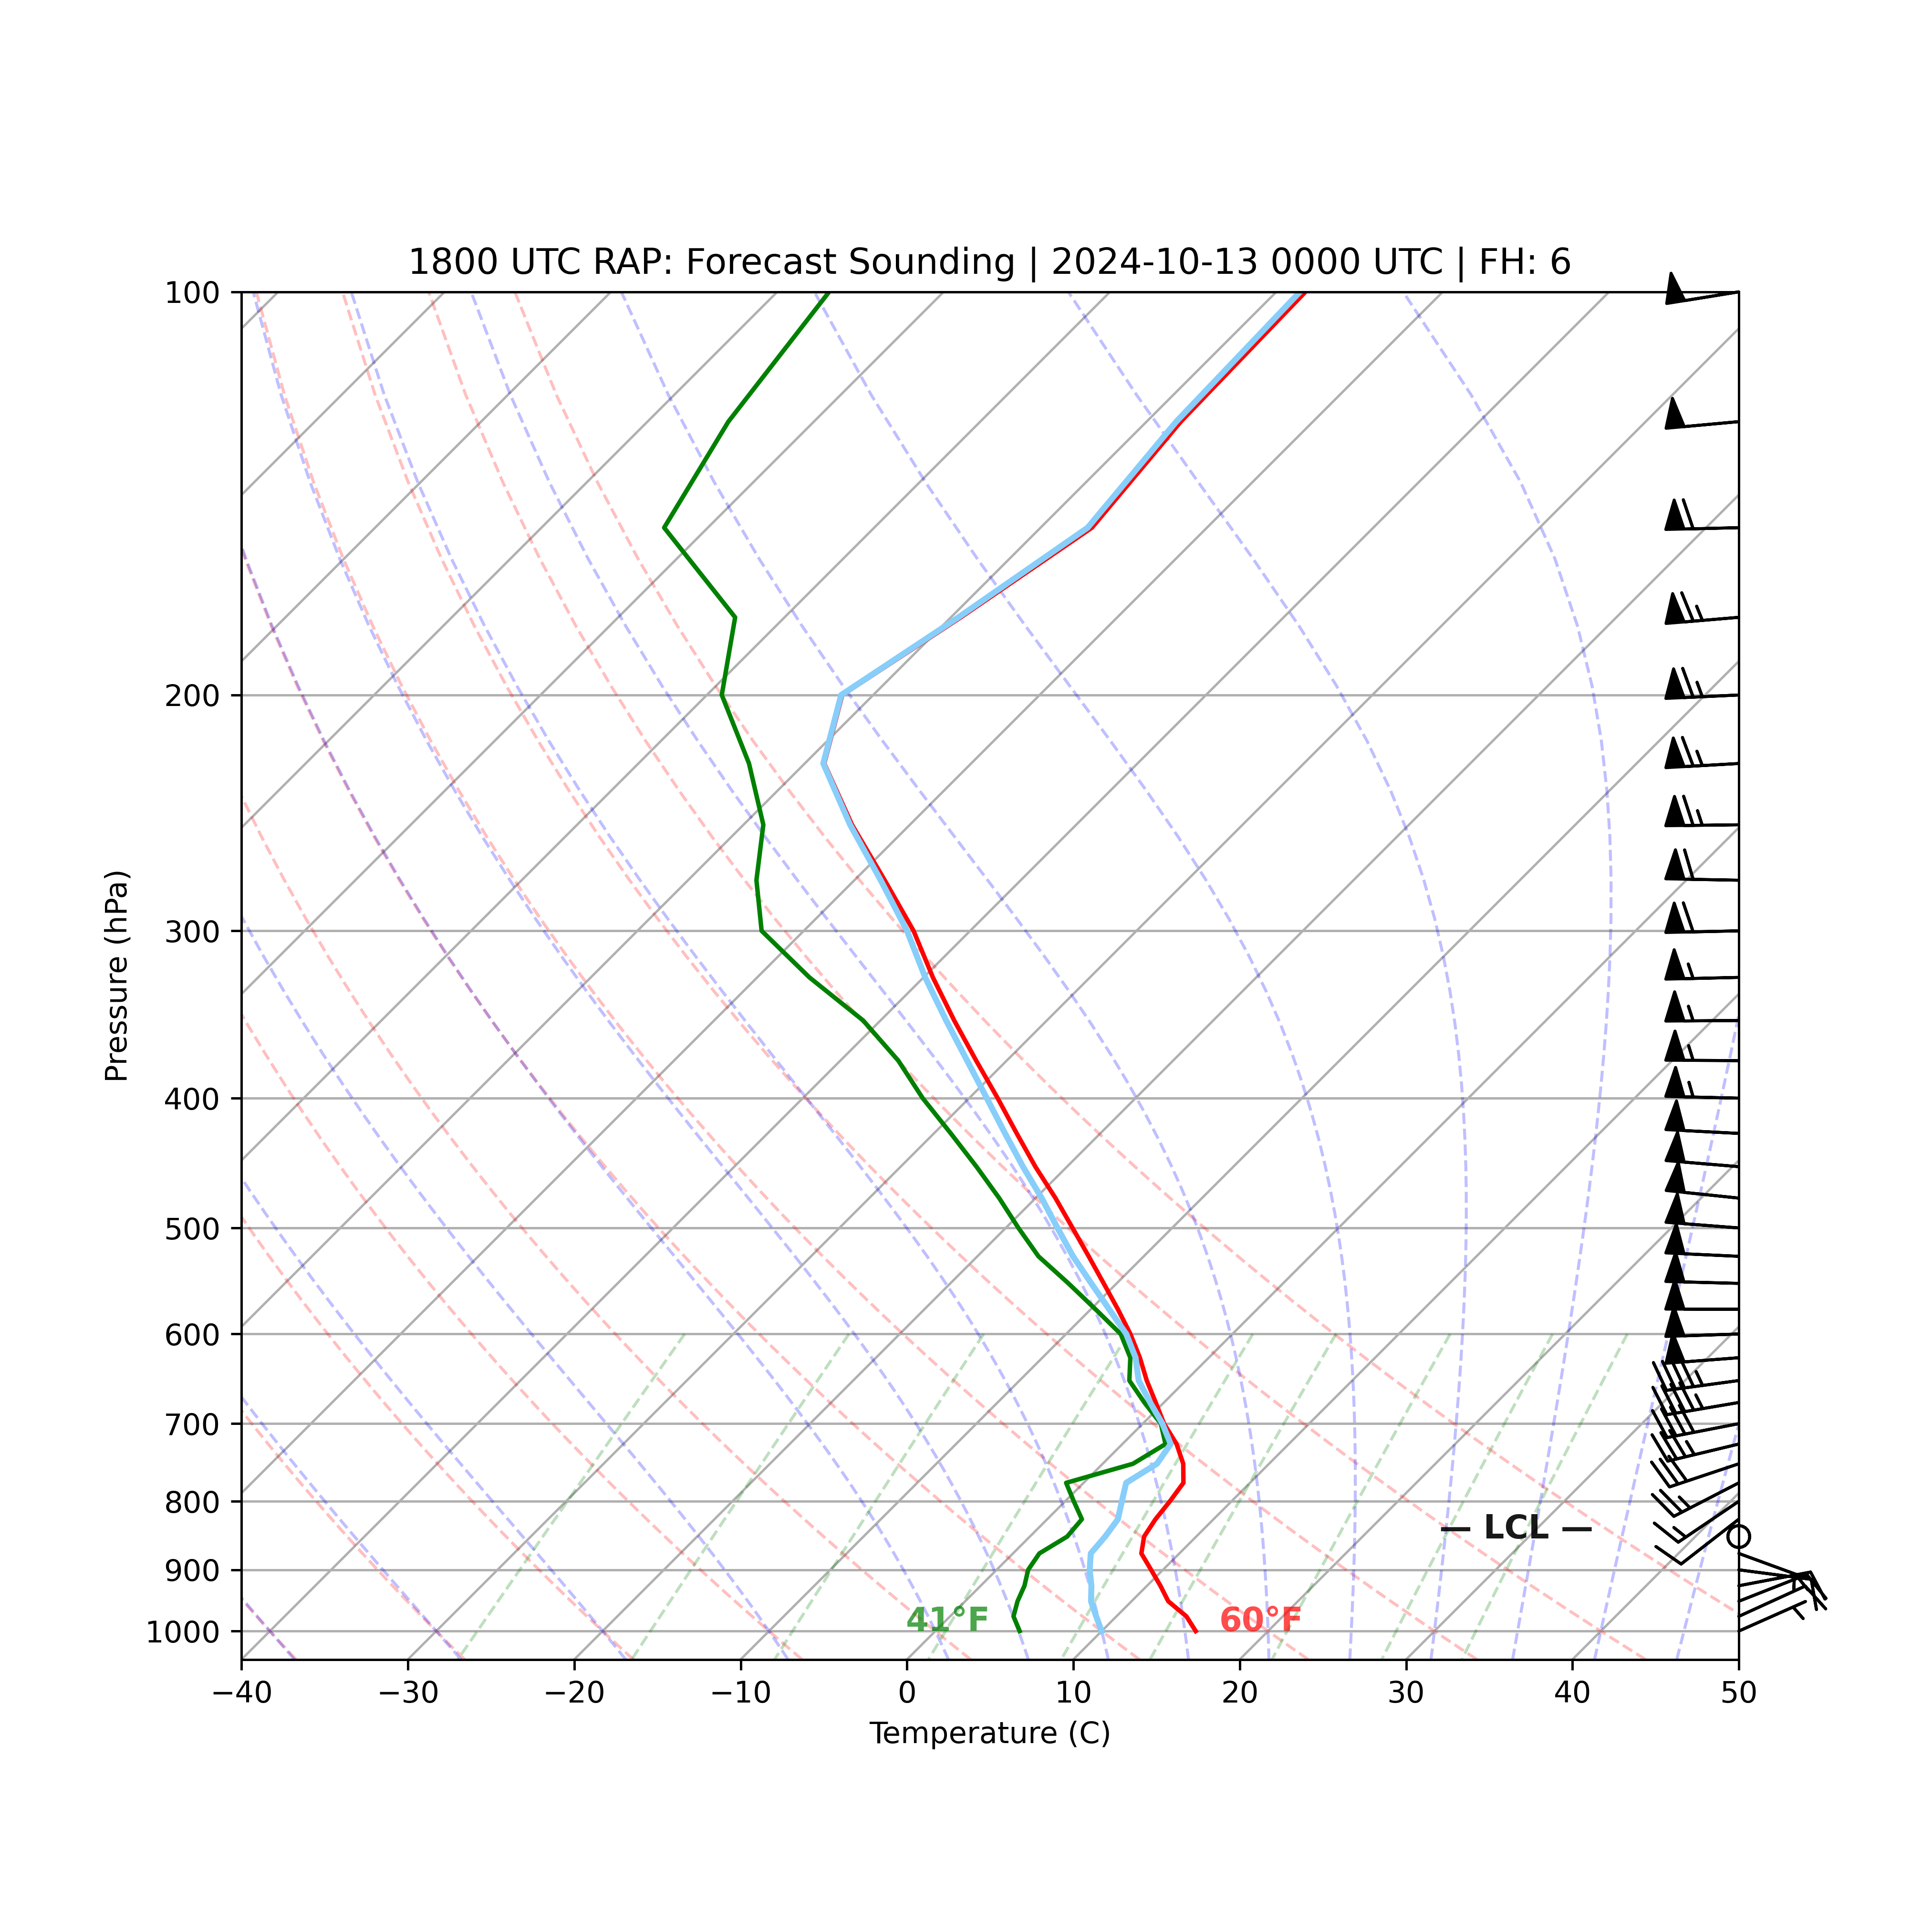 1800 UTC RAP: Forecast Sounding | 2024-10-13 0000 UTC | FH: 6
100
200
300
400
500
600
700
800
900
1000
Pressure (hPa)
— LCL —
41°F
60°F
−40 −30 −20 −10 0 10 20 30 40 50
Temperature (C)